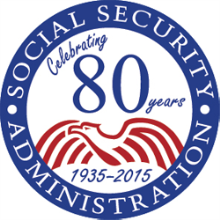 SOCIAL SECURITY
Celebrating
80
years
1935-2015
ADMINISTRATION